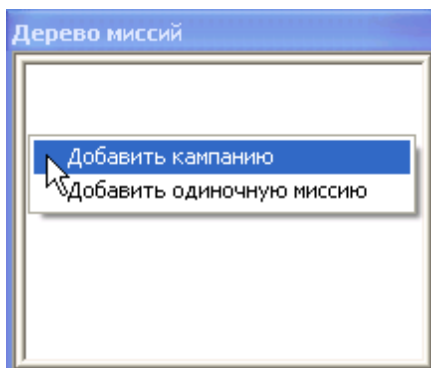 Дерево миссий
Добавить кампанию
Добавить одиночную миссию